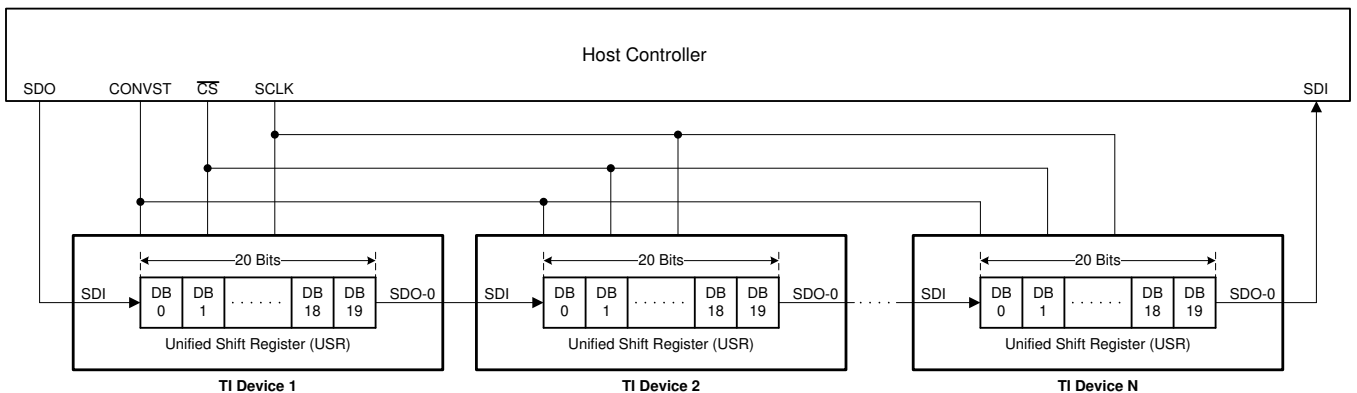 Host Controller
SDO CONVST CS SCLK SDI
20 Bits 20 Bits 20 Bits
SDI DB 0 DB 1 . . . . . . DB 18 DB 19 SDO-0 SDI DB 0 DB 1 . . . . . . DB 18 DB 19 SDO-0 . . . . . SDI DB 0 DB 1 . . . . . . DB 18 DB 19 SDO-0
Unified Shift Register (USR) Unified Shift Register (USR) Unified Shift Register (USR)
TI Device 1 TI Device 2 TI Device N